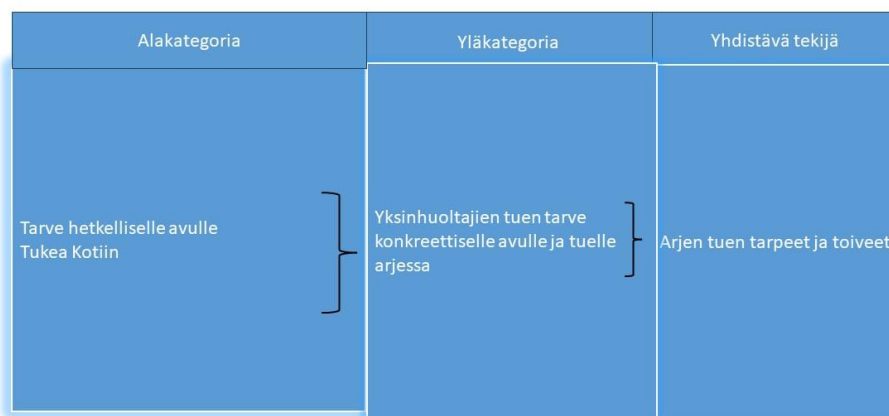 Alakategoria
Yläkategoria
Yhdistävä tekijä
Tarve hetkelliselle avulle
Tukea Kotiin
Yksinhuoltajien tuen tarve
konkreettiselle avulle ja tuelle
arjessa
Arjen tuen tarpeet ja toiveet